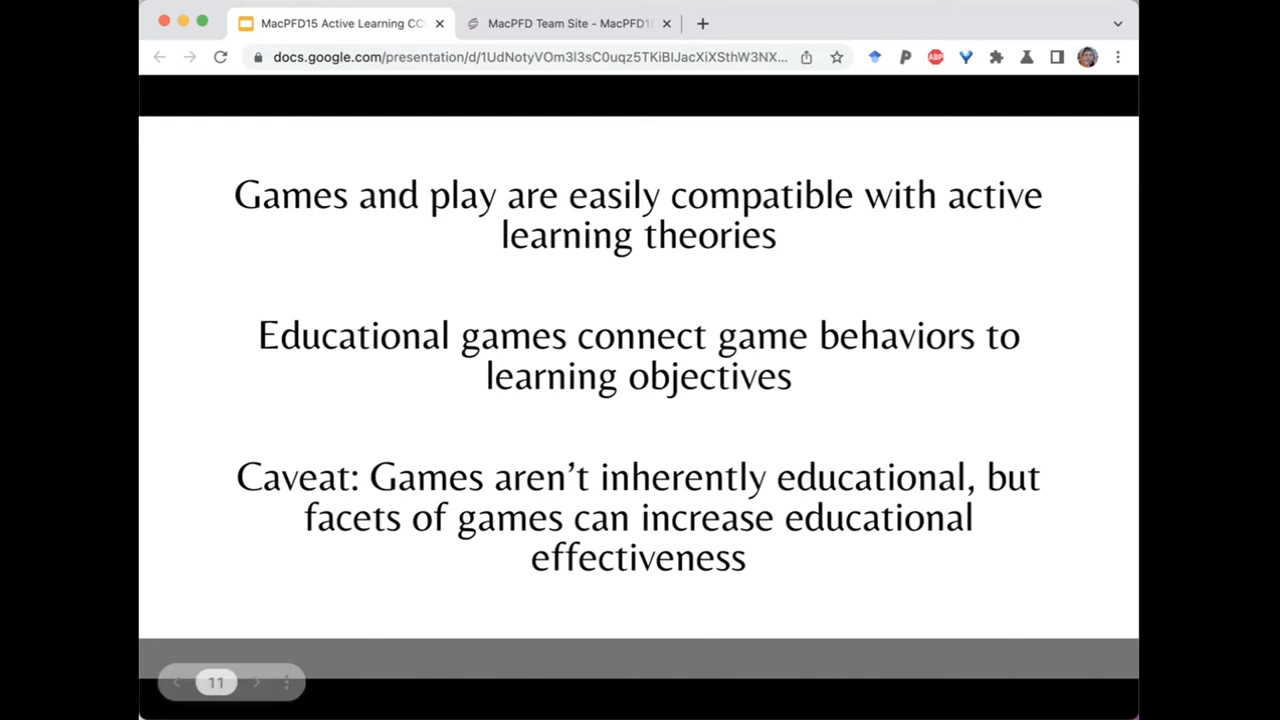 MacPFD15 Active Learning CC
MacPFD Team Site - MacPFD1
docs.google.com/presentation/d/1UdNotyVOm3l3sC0uqz5TKiBIJacXiXSthW3NX...
ABP
Games and play are easily compatible with active
learning theories
Educational games connect game behaviors to
learning objectives
Caveat: Games aren’t inherently educational, but
facets of games can increase educational
effectiveness
11